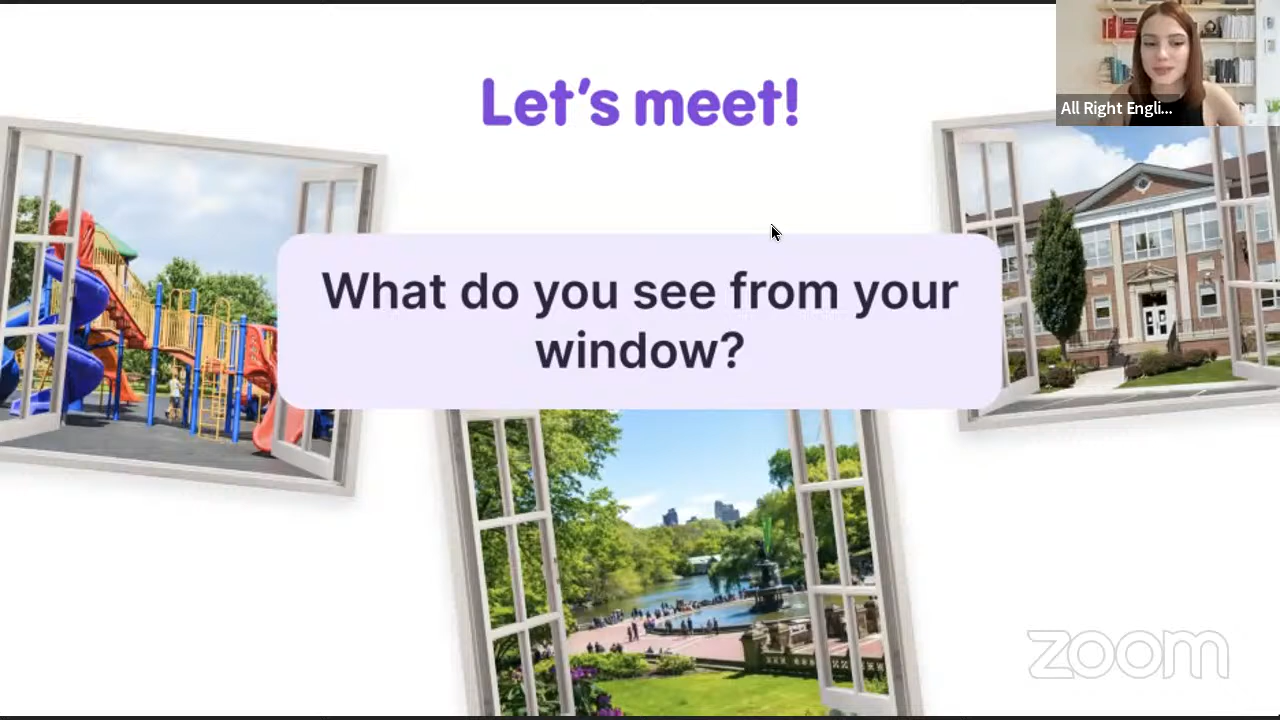 Let's meet!
All Right Engli...
What do you see from your
window?
zoom